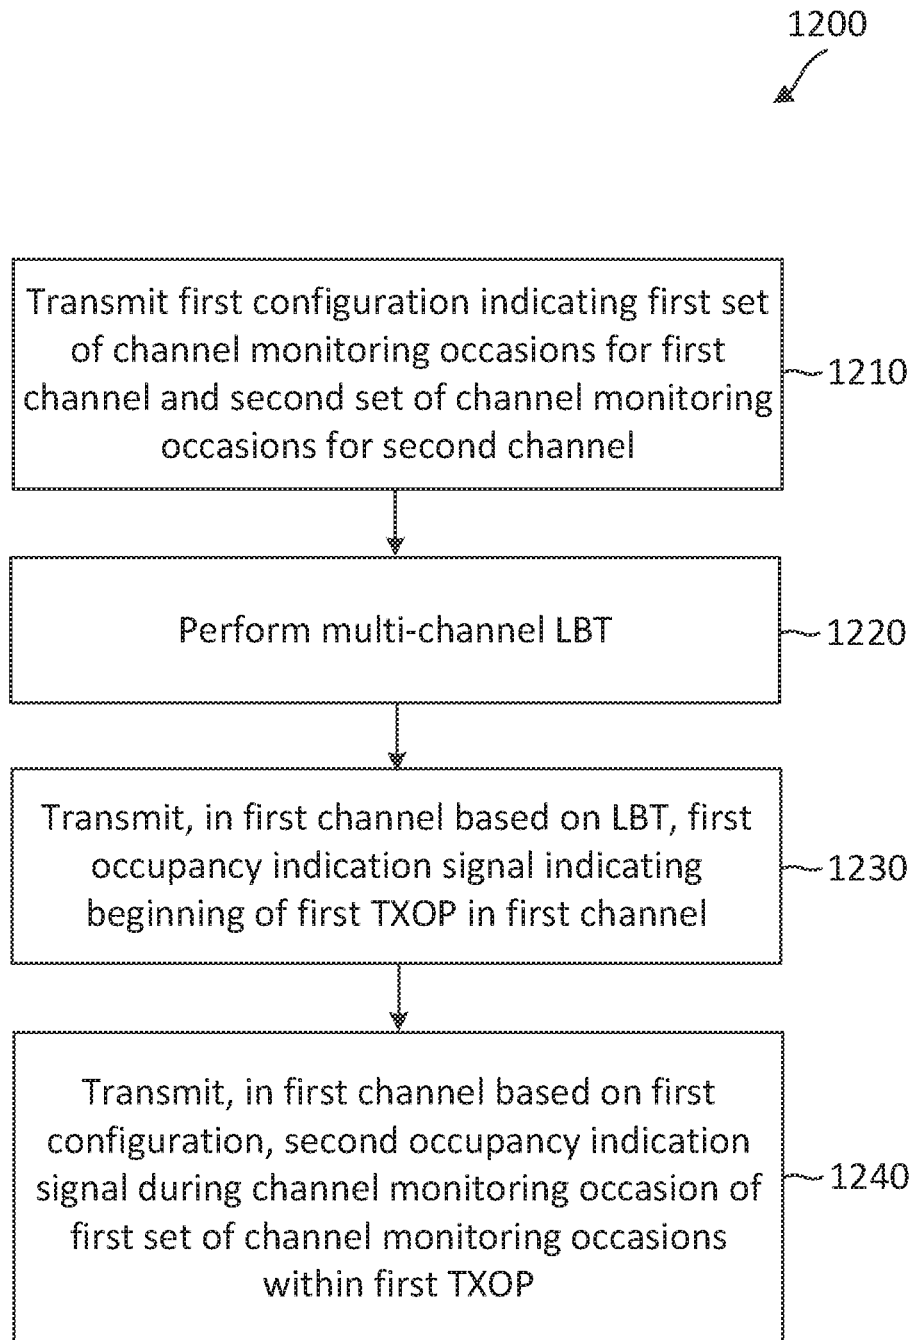 1200
Transmit first configuration indicating first set
of channel monitoring occasions for first
channel and second set of channel monitoring
occasions for second channel
1210
Perform multi-channel LBT
1220
Transmit, in first channel based on LBT, first
occupancy indication signal indicating
beginning of first TXOP in first channel
1230
Transmit, in first channel based on first
configuration, second occupancy indication
signal during channel monitoring occasion of
first set of channel monitoring occasions
within first TXOP
1240